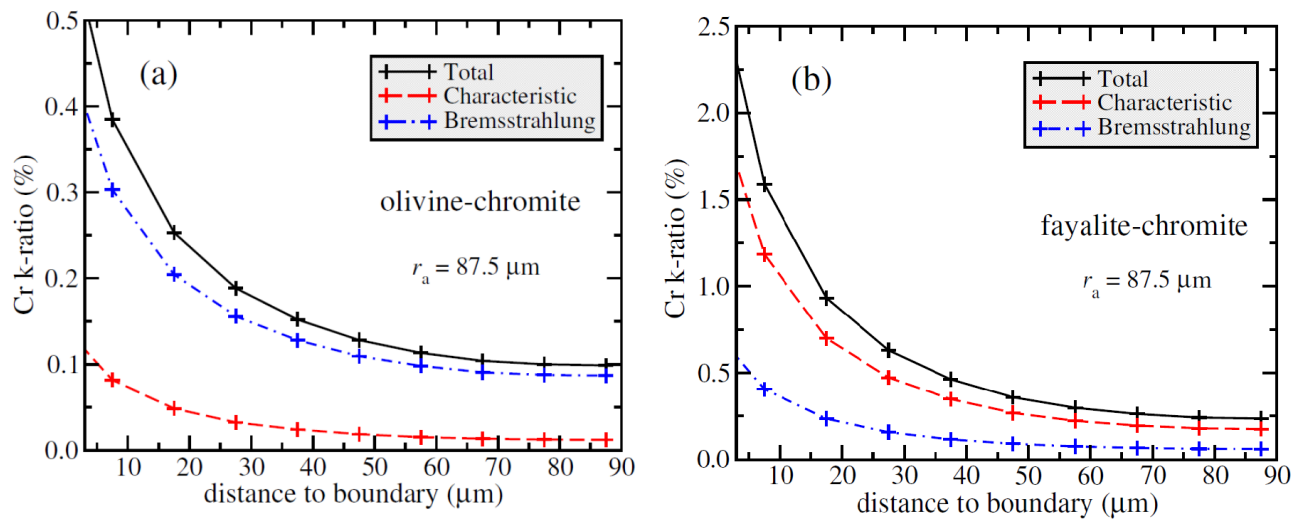 (a)
Total
Characteristic
Bremsstrahlung
olivine-chromite
rₐ = 87.5 μm
Cr k-ratio (%)
0.5
0.4
0.3
0.2
0.1
0.0
10 20 30 40 50 60 70 80 90
distance to boundary (μm)
(b)
Total
Characteristic
Bremsstrahlung
fayalite-chromite
rₐ = 87.5 μm
Cr k-ratio (%)
2.5
2.0
1.5
1.0
0.5
0.0
10 20 30 40 50 60 70 80 90
distance to boundary (μm)